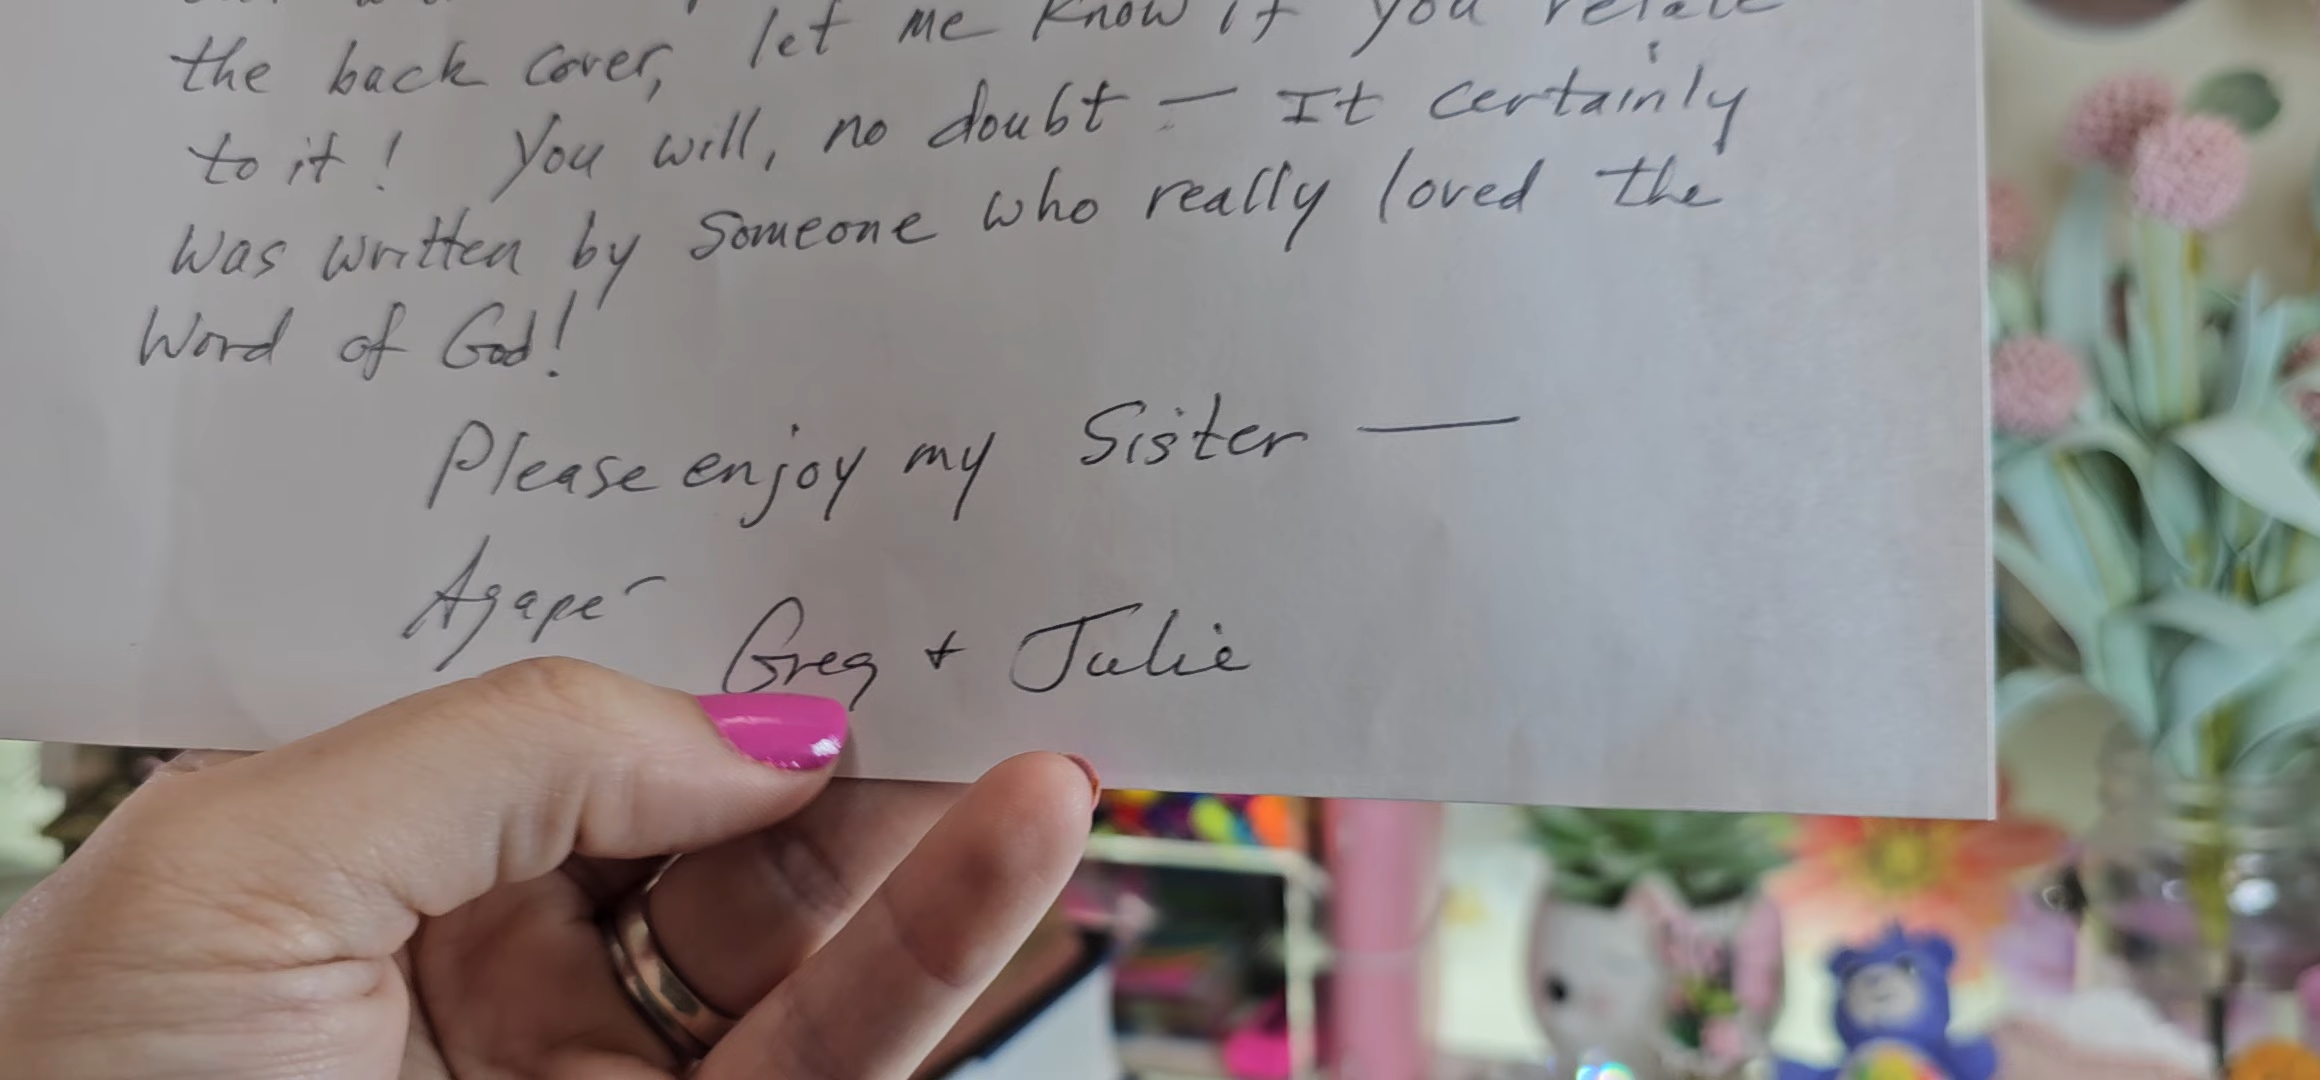 the back cover, let me know if you relate
to it! You will, no doubt — It certainly
was written by someone who really loved the
Word of God!
Please enjoy my Sister —
Agape -
Greg + Julie